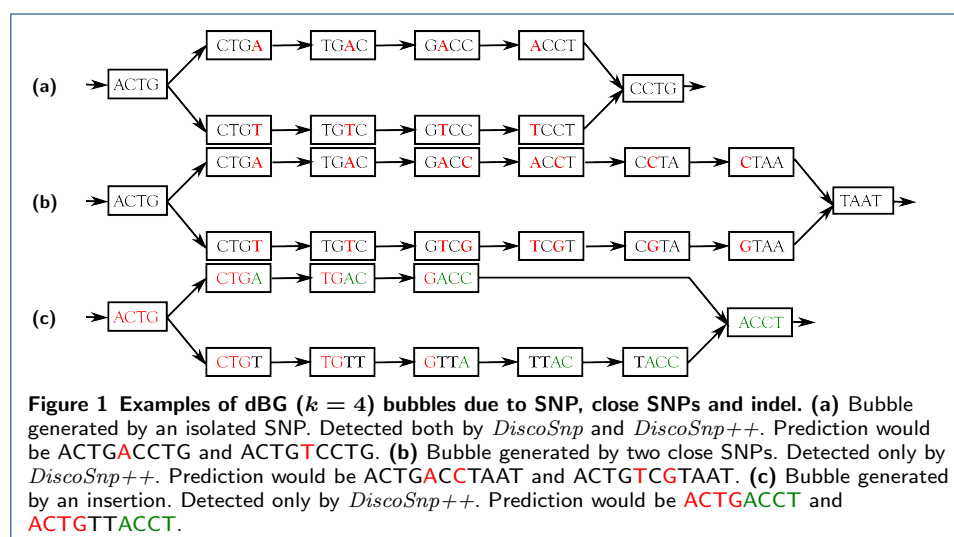 CTGA TGAC GACC ACCT
(a) ACTG CCTG
CTGT TGTC GTCC TCCT
CTGA TGAC GACC ACCT CCTA CTAA
(b) ACTG TAAT
CTGT TGTC GTCG TCGT CGTA GTAA
CTGA TGAC GACC
(c) ACTG ACCT
CTGT TGTT GTTA TTAC TACC
Figure 1 Examples of dBG (k = 4) bubbles due to SNP, close SNPs and indel. (a) Bubble
generated by an isolated SNP. Detected both by DiscoSnp and DiscoSnp++. Prediction would
be ACTGACCTG and ACTGTCCTG. (b) Bubble generated by two close SNPs. Detected only by
DiscoSnp++. Prediction would be ACTGACCTAAT and ACTGTCGTAAT. (c) Bubble generated
by an insertion. Detected only by DiscoSnp++. Prediction would be ACTGACCT and
ACTGTTACCT.